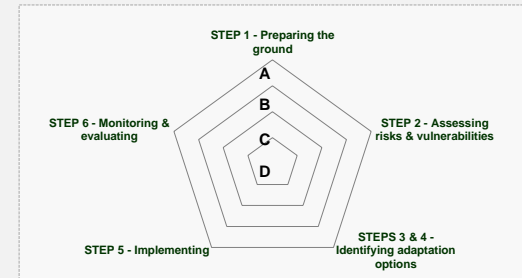 STEP 1 - Preparing the
ground
A
B
STEP 6 - Monitoring &
evaluating
STEP 2 - Assessing
risks & vulnerabilities
C
D
STEP 5 - Implementing
STEPS 3 & 4 -
Identifying adaptation
options